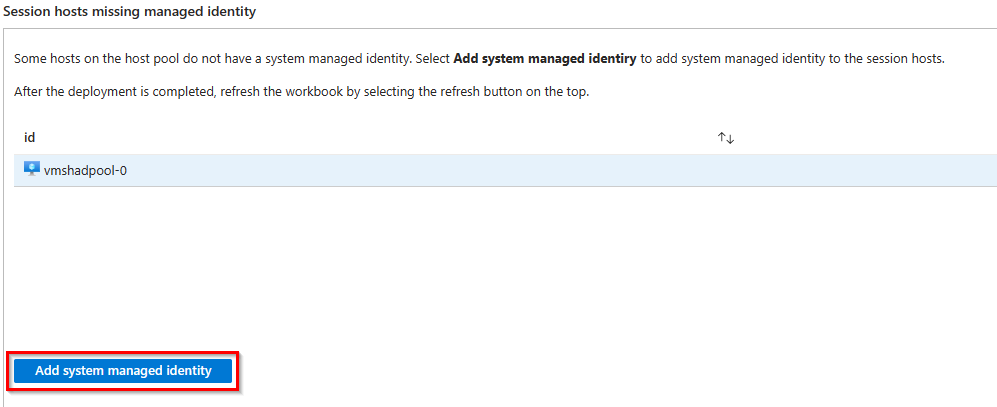 Session hosts missing managed identity
Some hosts on the host pool do not have a system managed identity. Select Add system managed identiry to add system managed identity to the session hosts.
After the deployment is completed, refresh the workbook by selecting the refresh button on the top.
id
vmshadpool-0
Add system managed identity